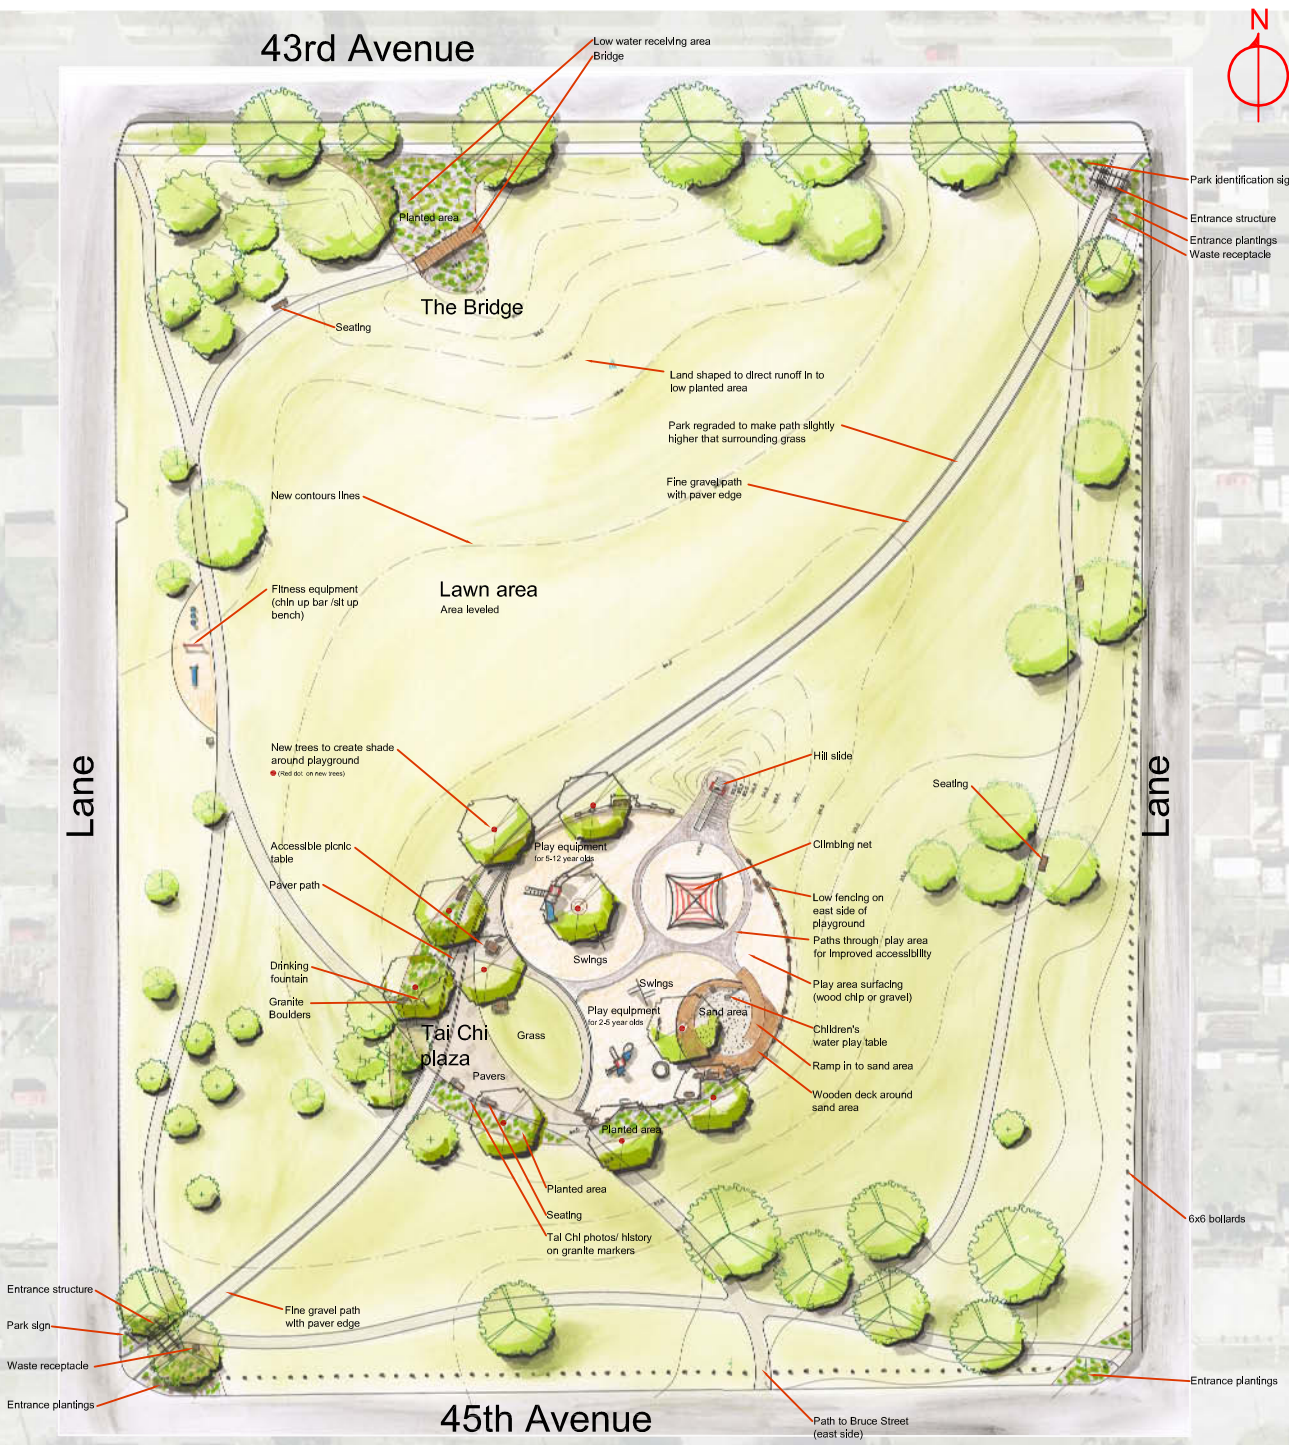 43rd Avenue
N
Low water receiving area
Bridge
Park identification sig
Entrance structure
Entrance plantings
Waste receptacle
Planted area
The Bridge
Seating
Land shaped to direct runoff in to
low planted area
Park regraded to make path slightly
higher that surrounding grass
Fine gravel path
with paver edge
New contours lines
Lawn area
Area leveled
Fitness equipment
(chin up bar /sit up
bench)
New trees to create shade
around playground
(Red dot on new trees)
Hill slide
Seating
Lane
Lane
Accessible picnic
table
Play equipment
for 5-12 year olds
Climbing net
Paver path
Low fencing on
east side of
playground
Paths through play area
for improved accessibility
Drinking
fountain
Swings
Swings
Play area surfacing
(wood chip or gravel)
Granite
Boulders
Play equipment
for 2-5 year olds
Sand area
Tai Chi
plaza
Grass
Children's
water play table
Pavers
Ramp in to sand area
Wooden deck around
sand area
Planted area
Planted area
Seating
Tai Chi photos/ history
on granite markers
6x6 bollards
Entrance structure
Park sign
Fine gravel path
with paver edge
Waste receptacle
Entrance plantings
Entrance plantings
45th Avenue
Path to Bruce Street
(east side)